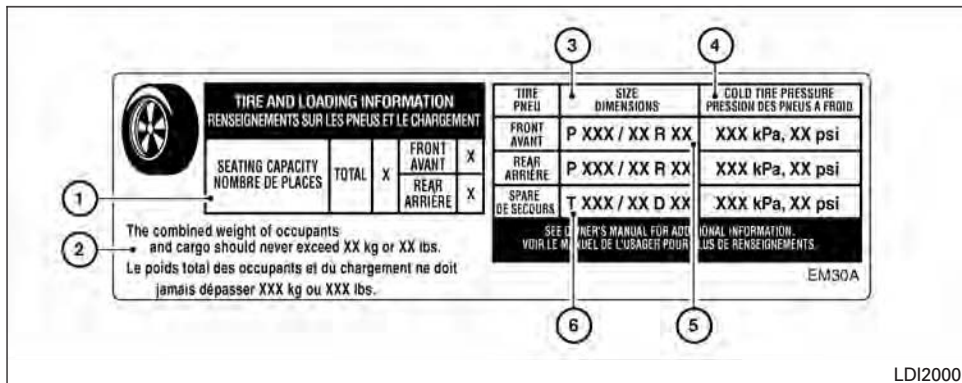 3
4
TIRE AND LOADING INFORMATION
RENSEIGNEMENTS SUR LES PNEUS ET LE CHARGEMENT
SEATING CAPACITY
NOMBRE DE PLACES
TOTAL
X
FRONT
AVANT
X
REAR
ARRIÈRE
X
1
The combined weight of occupants
and cargo should never exceed XX kg or XX lbs.
2
Le poids total des occupants et du chargement ne doit
jamais dépasser XXX kg ou XXX lbs.
TIRE
PNEU
SIZE
DIMENSIONS
COLD TIRE PRESSURE
PRESSION DES PNEUS A FROID
FRONT
AVANT
P XXX / XX R XX
XXX kPa, XX psi
REAR
ARRIÈRE
P XXX / XX R XX
XXX kPa, XX psi
SPARE
DE SECOURS
T XXX / XX D XX
XXX kPa, XX psi
SEE OWNER'S MANUAL FOR ADDITIONAL INFORMATION.
VOIR LE MANUEL DE L'USAGER POUR PLUS DE RENSEIGNEMENTS.
EM30A
6
5
LDI2000